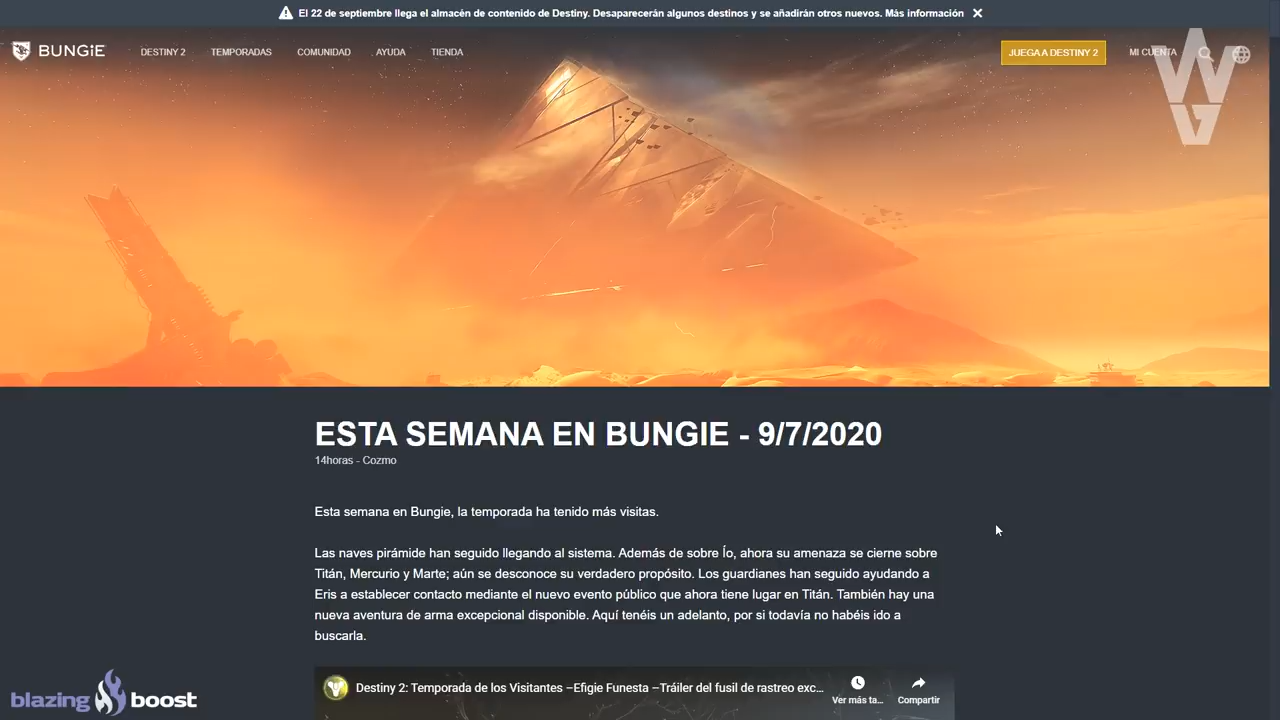 El 22 de septiembre llega el almacén de contenido de Destiny. Desaparecerán algunos destinos y se añadirán otros nuevos. Más información
BUNGiE
DESTINY 2
TEMPORADAS
COMUNIDAD
AYUDA
TIENDA
JUEGA A DESTINY 2
MI CUENTA
WG
ESTA SEMANA EN BUNGIE - 9/7/2020
14horas - Cozmo
Esta semana en Bungie, la temporada ha tenido más visitas.
Las naves pirámide han seguido llegando al sistema. Además de sobre Ío, ahora su amenaza se cierne sobre
Titán, Mercurio y Marte; aún se desconoce su verdadero propósito. Los guardianes han seguido ayudando a
Eris a establecer contacto mediante el nuevo evento público que ahora tiene lugar en Titán. También hay una
nueva aventura de arma excepcional disponible. Aquí tenéis un adelanto, por si todavía no habéis ido a
buscarla.
Destiny 2: Temporada de los Visitantes –Efigie Funesta –Tráiler del fusil de rastreo exc...
Ver más ta...
Compartir
blazing boost